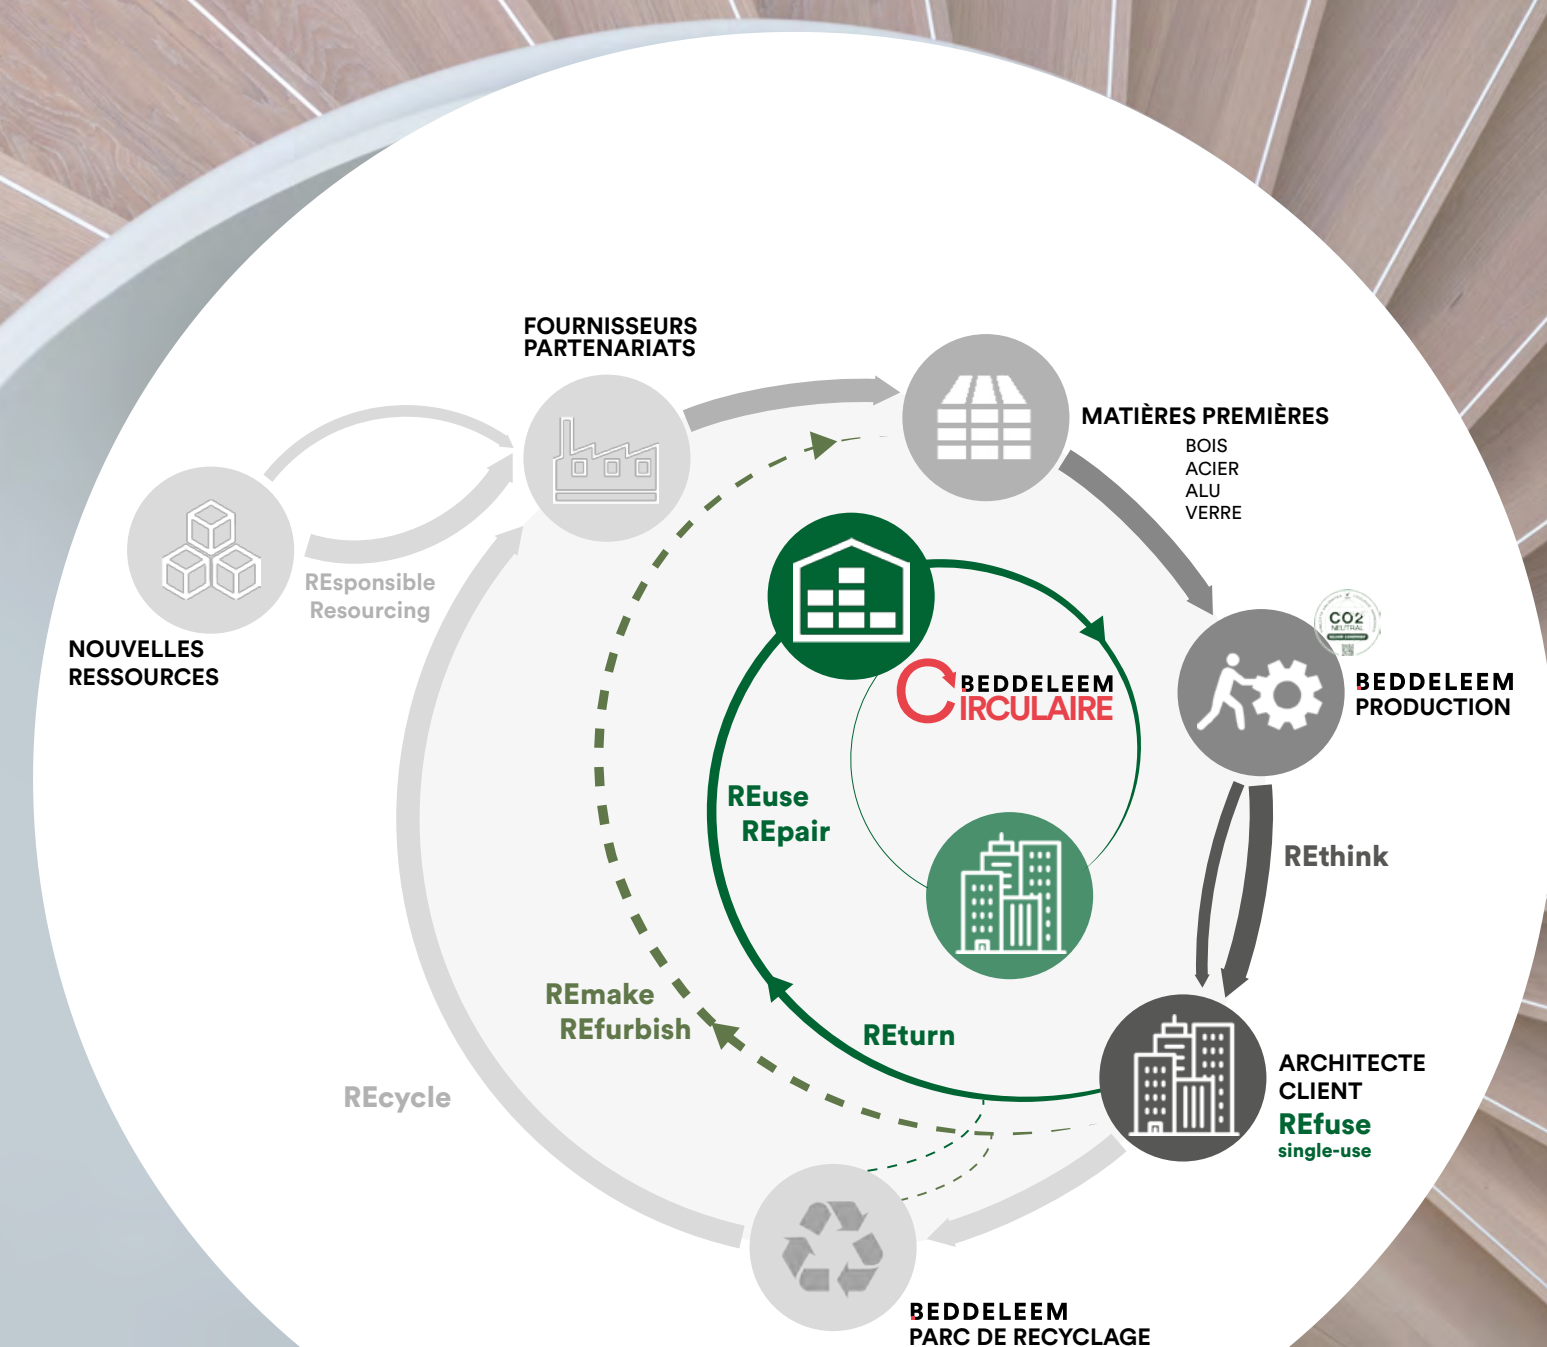 FOURNISSEURS
PARTENARIATS
MATIÈRES PREMIÈRES
BOIS
ACIER
ALU
VERRE
REsponsible
Resourcing
NOUVELLES
RESSOURCES
CO2
NEUTRAL
BEDDELEEM
PRODUCTION
BEDDELEEM
CIRCULAIRE
REuse
REpair
REthink
REmake
REfurbish
REturn
REcycle
ARCHITECTE
CLIENT
REfuse
single-use
BEDDELEEM
PARC DE RECYCLAGE